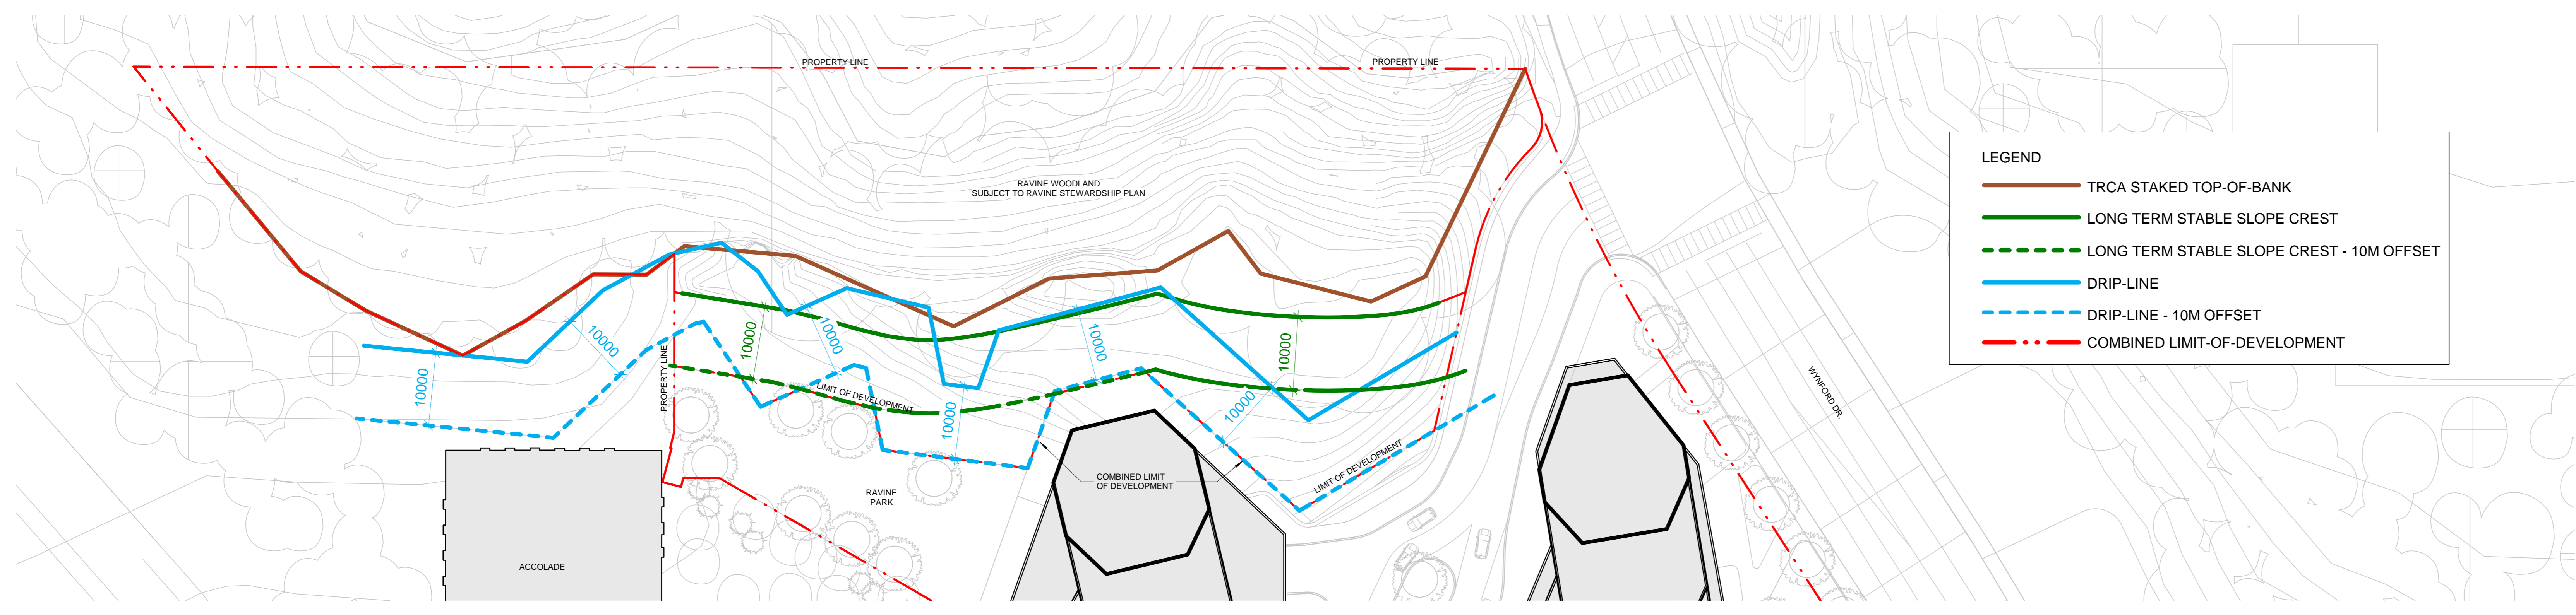 PROPERTY LINE
PROPERTY LINE
RAVINE WOODLAND
SUBJECT TO RAVINE STEWARDSHIP PLAN
LEGEND
TRCA STAKED TOP-OF-BANK
LONG TERM STABLE SLOPE CREST
LONG TERM STABLE SLOPE CREST - 10M OFFSET
DRIP-LINE
DRIP-LINE - 10M OFFSET
COMBINED LIMIT-OF-DEVELOPMENT
10000
10000
10000
10000
10000
10000
10000
10000
PROPERTY LINE
LIMIT OF DEVELOPMENT
WYNFORD DR.
LIMIT OF DEVELOPMENT
COMBINED LIMIT
OF DEVELOPMENT
RAVINE
PARK
ACCOLADE